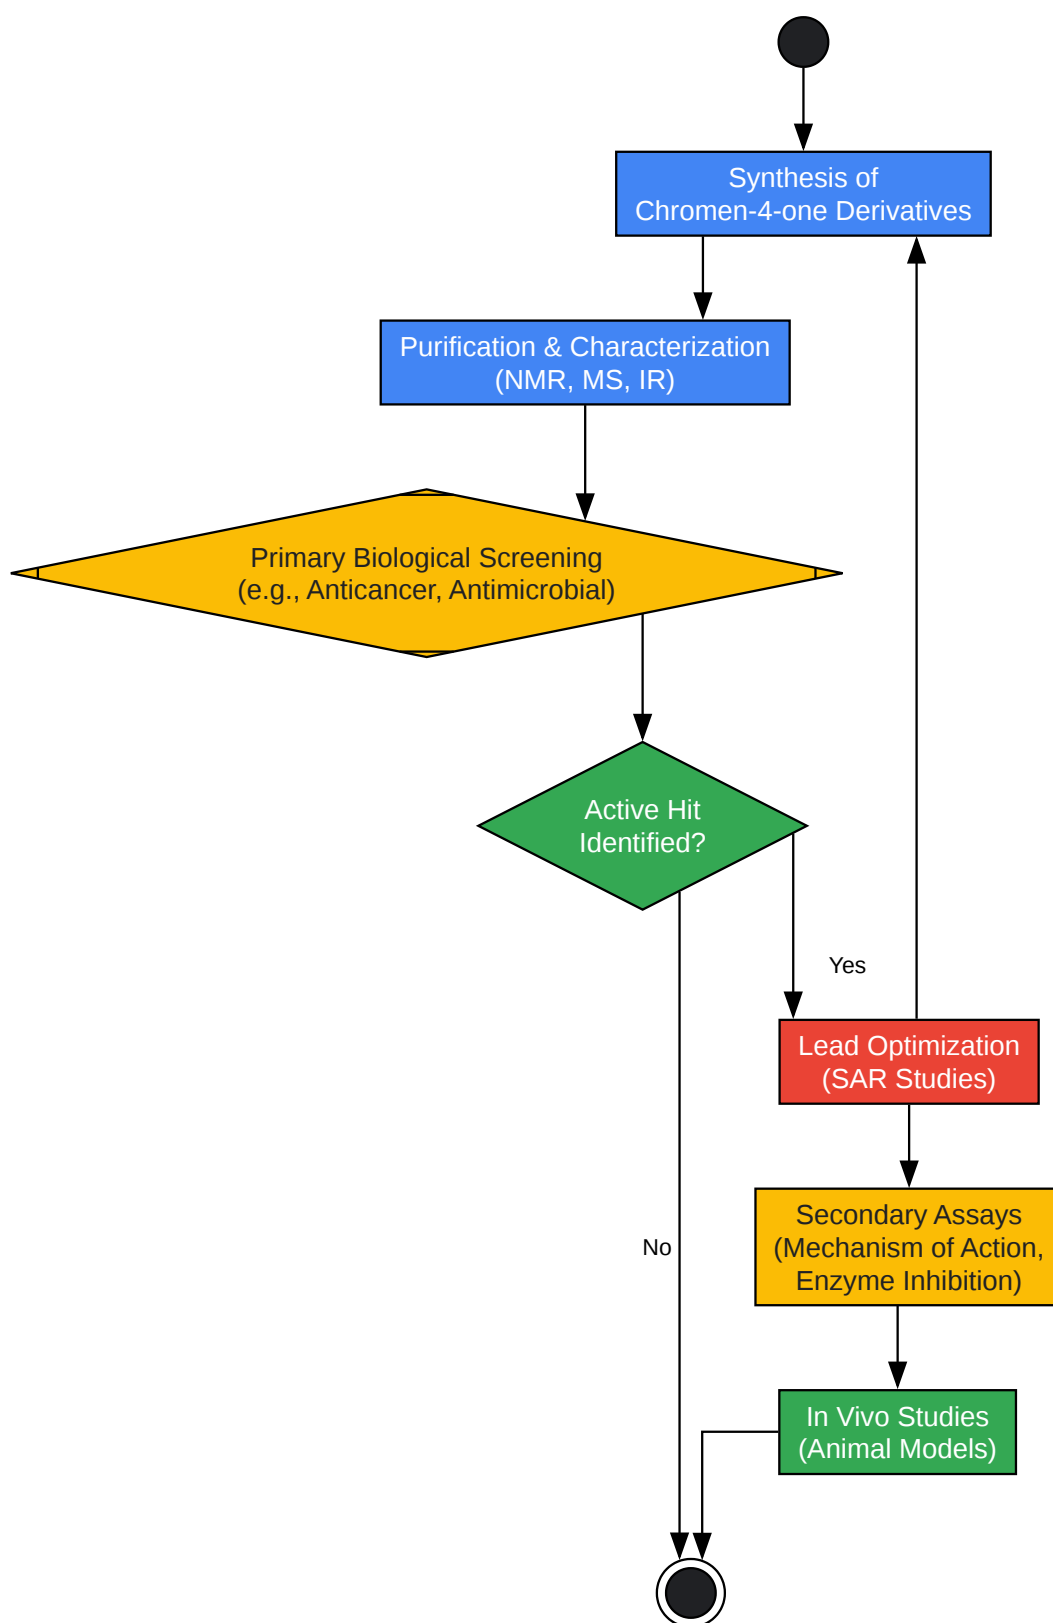 Synthesis of
Chromen-4-one Derivatives
Purification & Characterization
(NMR, MS, IR)
Primary Biological Screening
(e.g., Anticancer, Antimicrobial)
Active Hit
Identified?
Yes
Lead Optimization
(SAR Studies)
No
Secondary Assays
(Mechanism of Action,
Enzyme Inhibition)
In Vivo Studies
(Animal Models)